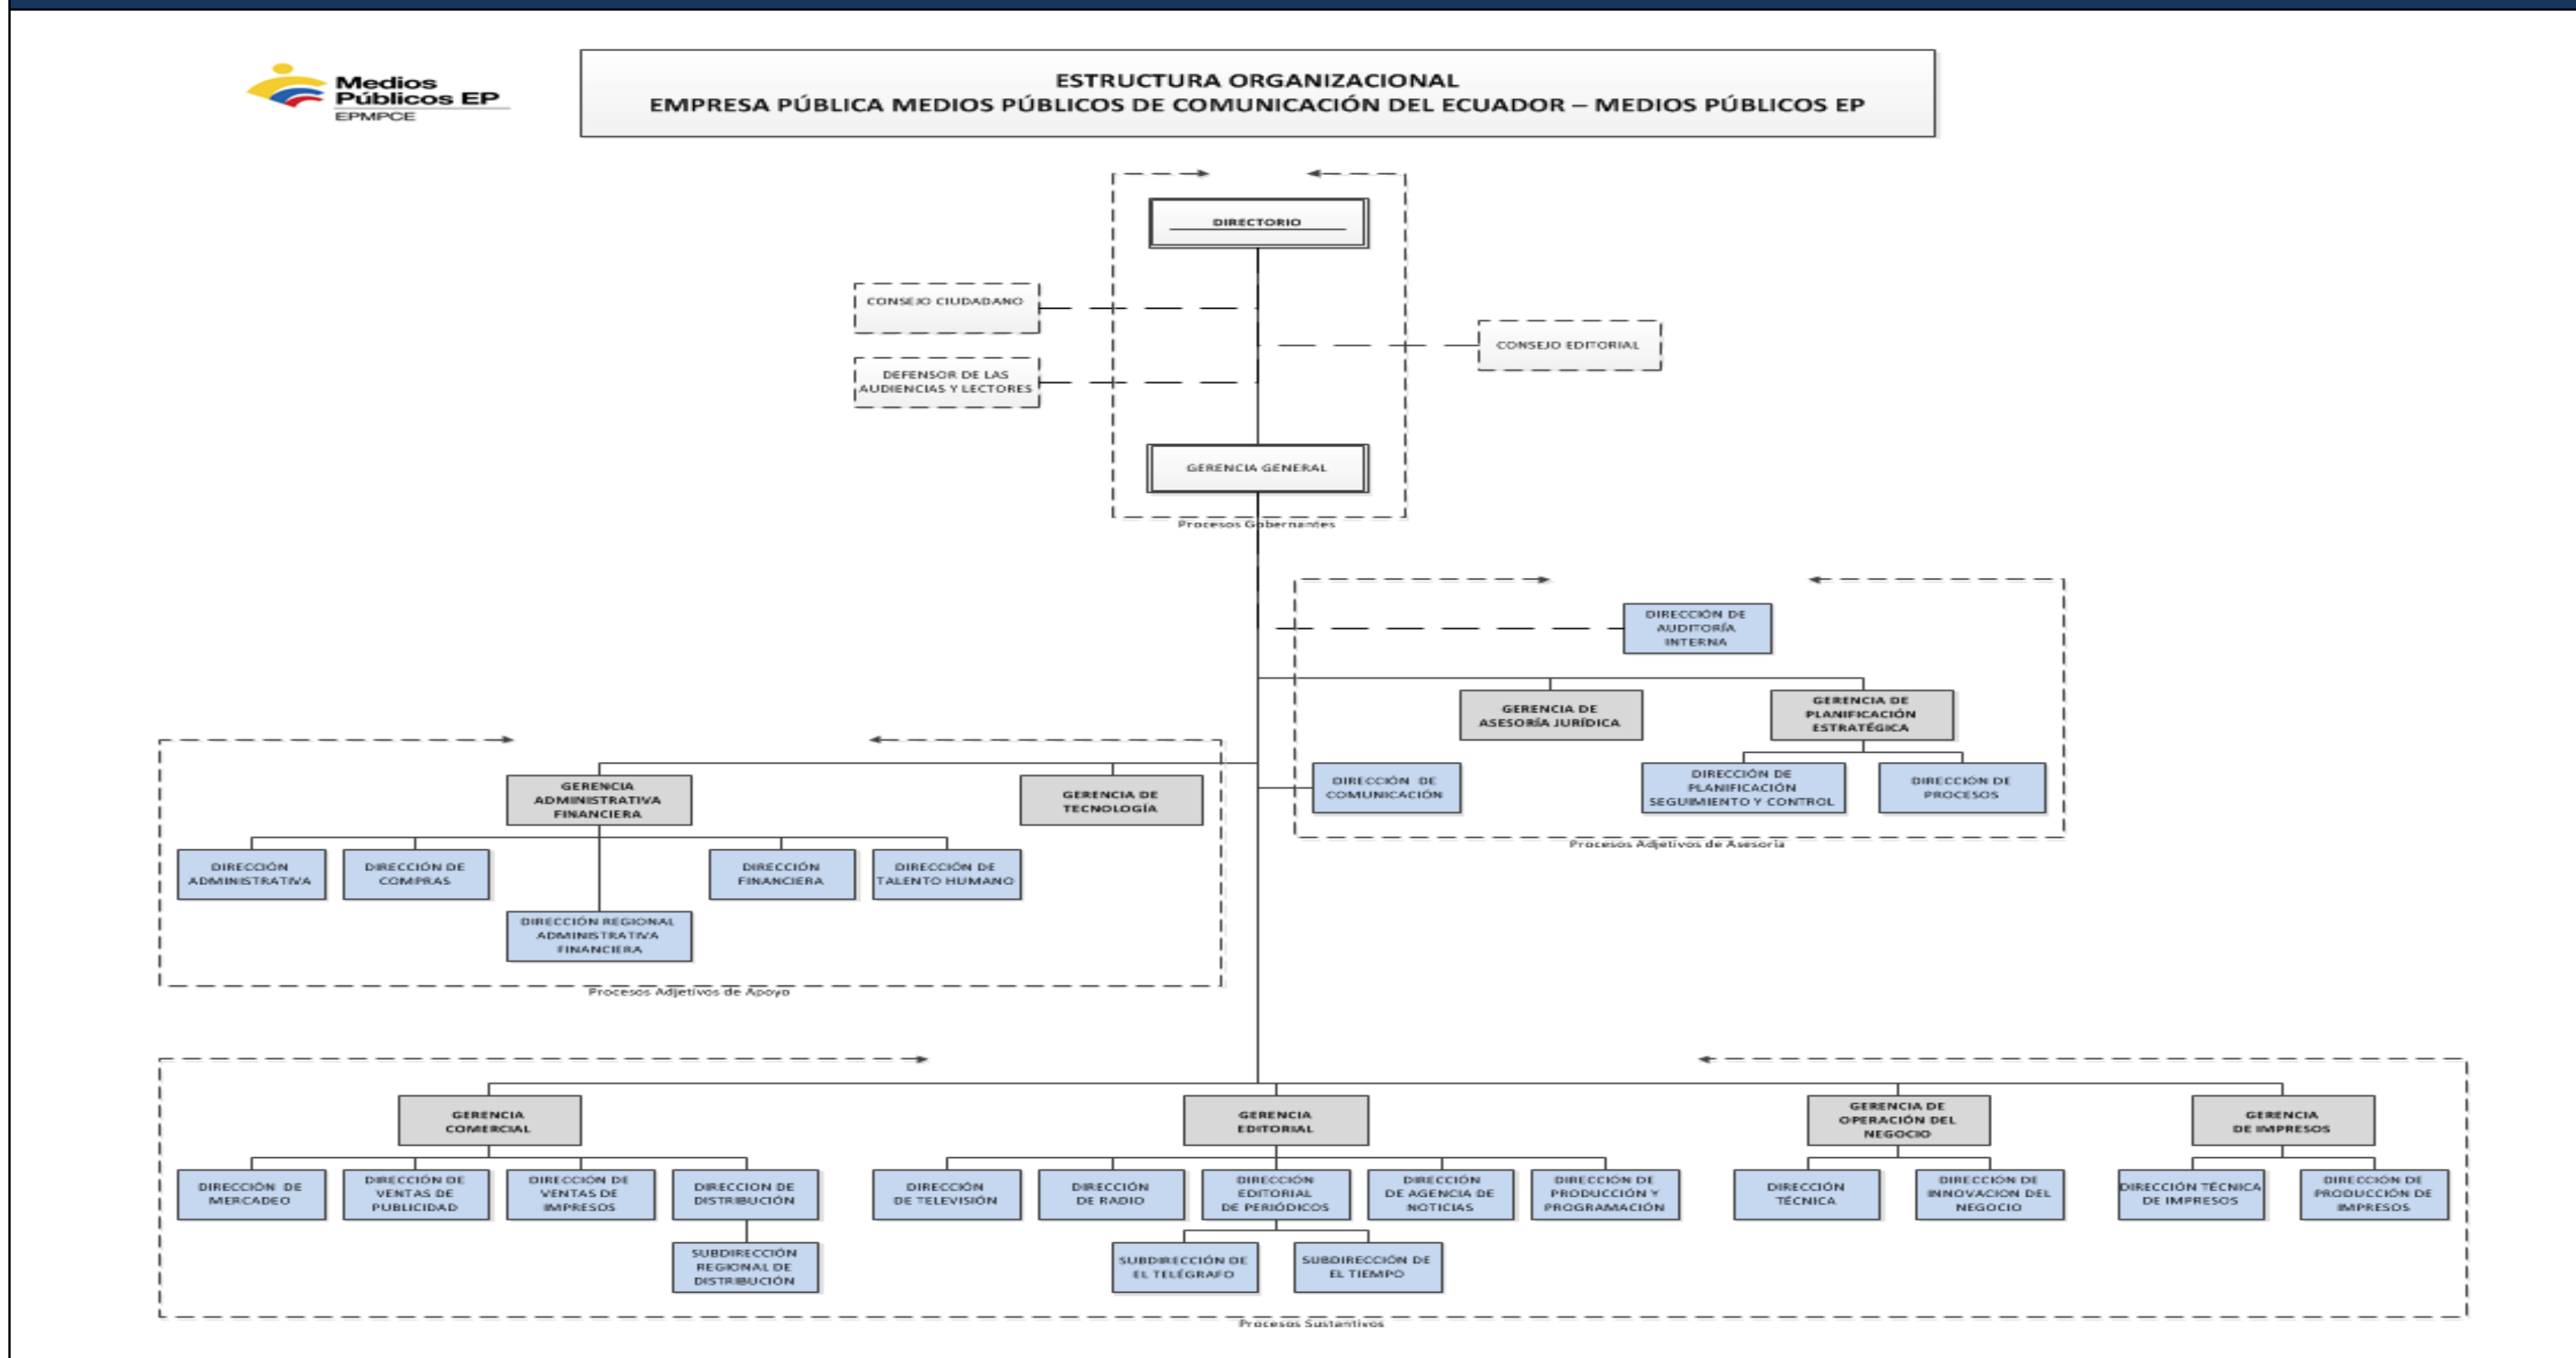 Medios
Públicos EP
EPMPCE
ESTRUCTURA ORGANIZACIONAL
EMPRESA PÚBLICA MEDIOS PÚBLICOS DE COMUNICACIÓN DEL ECUADOR – MEDIOS PÚBLICOS EP
DIRECTORIO
CONSEJO CIUDADANO
CONSEJO EDITORIAL
DEFENSOR DE LAS
AUDIENCIAS Y LECTORES
GERENCIA GENERAL
Procesos Gobernantes
DIRECCIÓN DE
AUDITORÍA
INTERNA
GERENCIA DE
ASESORÍA JURÍDICA
GERENCIA DE
PLANIFICACIÓN
ESTRATÉGICA
DIRECCIÓN DE
COMUNICACIÓN
DIRECCIÓN DE
PLANIFICACIÓN
SEGUIMIENTO Y CONTROL
DIRECCIÓN DE
PROCESOS
Procesos Adjetivos de Asesoría
GERENCIA
ADMINISTRATIVA
FINANCIERA
GERENCIA DE
TECNOLOGÍA
DIRECCIÓN
ADMINISTRATIVA
DIRECCIÓN DE
COMPRAS
DIRECCIÓN
FINANCIERA
DIRECCIÓN DE
TALENTO HUMANO
DIRECCIÓN REGIONAL
ADMINISTRATIVA
FINANCIERA
Procesos Adjetivos de Apoyo
GERENCIA
COMERCIAL
GERENCIA
EDITORIAL
GERENCIA DE
OPERACIÓN DEL
NEGOCIO
GERENCIA
DE IMPRESOS
DIRECCIÓN DE
MERCADEO
DIRECCIÓN DE
VENTAS DE
PUBLICIDAD
DIRECCIÓN DE
VENTAS DE
IMPRESOS
DIRECCION DE
DISTRIBUCIÓN
DIRECCIÓN
DE TELEVISIÓN
DIRECCIÓN
DE RADIO
DIRECCIÓN
EDITORIAL
DE PERIÓDICOS
DIRECCIÓN
DE AGENCIA DE
NOTICIAS
DIRECCIÓN DE
PRODUCCIÓN Y
PROGRAMACIÓN
DIRECCIÓN
TÉCNICA
DIRECCIÓN DE
INNOVACION DEL
NEGOCIO
DIRECCIÓN TÉCNICA
DE IMPRESOS
DIRECCIÓN DE
PRODUCCIÓN DE
IMPRESOS
SUBDIRECCIÓN
REGIONAL DE
DISTRIBUCIÓN
SUBDIRECCIÓN DE
EL TELÉGRAFO
SUBDIRECCIÓN DE
EL TIEMPO
Procesos Sustantivos